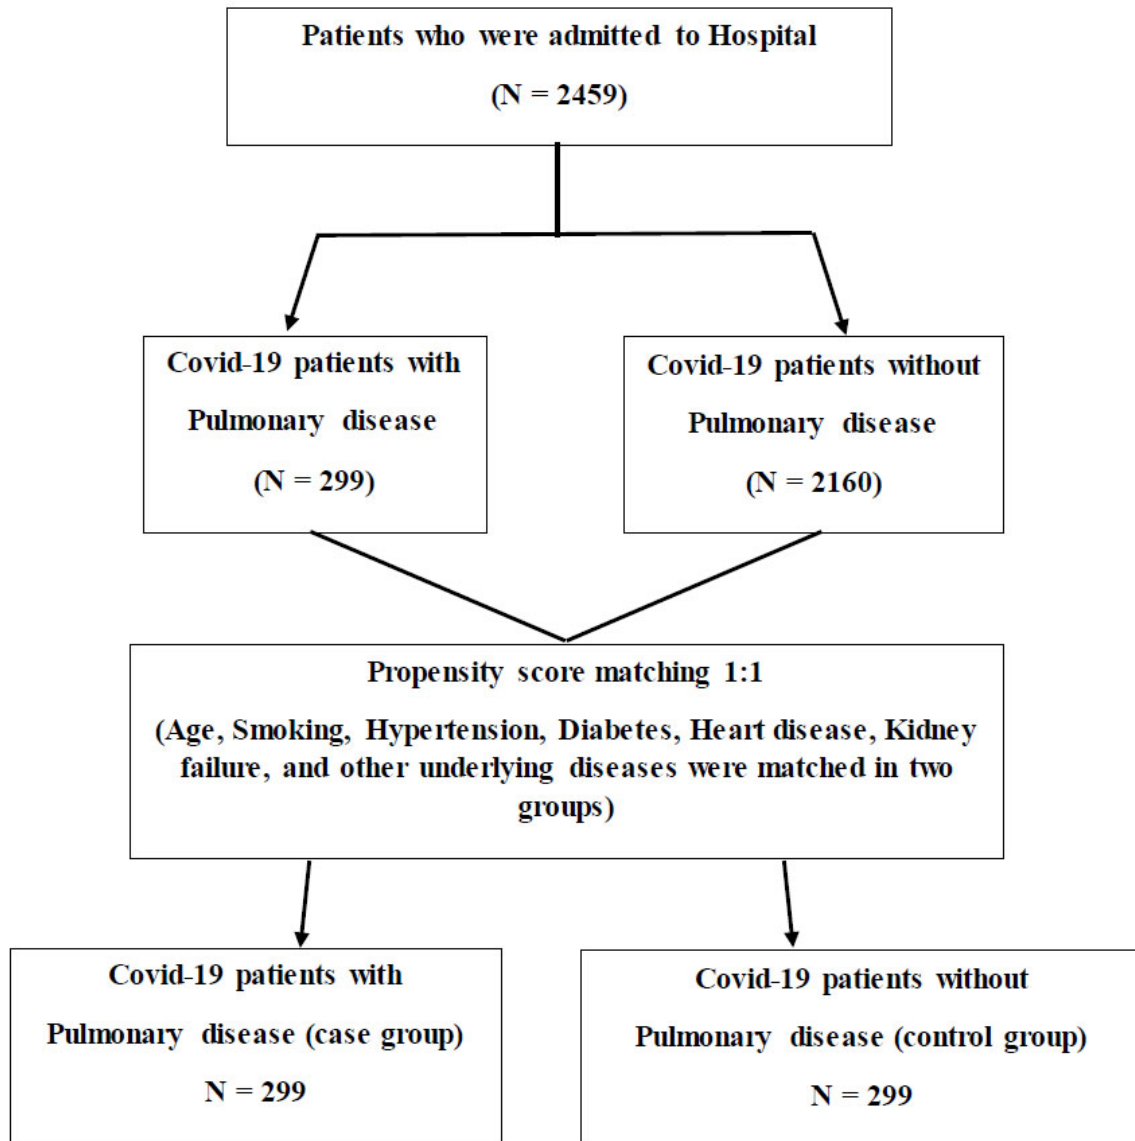 Patients who were admitted to Hospital
(N = 2459)
Covid-19 patients with
Pulmonary disease
(N = 299)
Covid-19 patients without
Pulmonary disease
(N = 2160)
Propensity score matching 1:1
(Age, Smoking, Hypertension, Diabetes, Heart disease, Kidney
failure, and other underlying diseases were matched in two
groups)
Covid-19 patients with
Pulmonary disease (case group)
N = 299
Covid-19 patients without
Pulmonary disease (control group)
N = 299